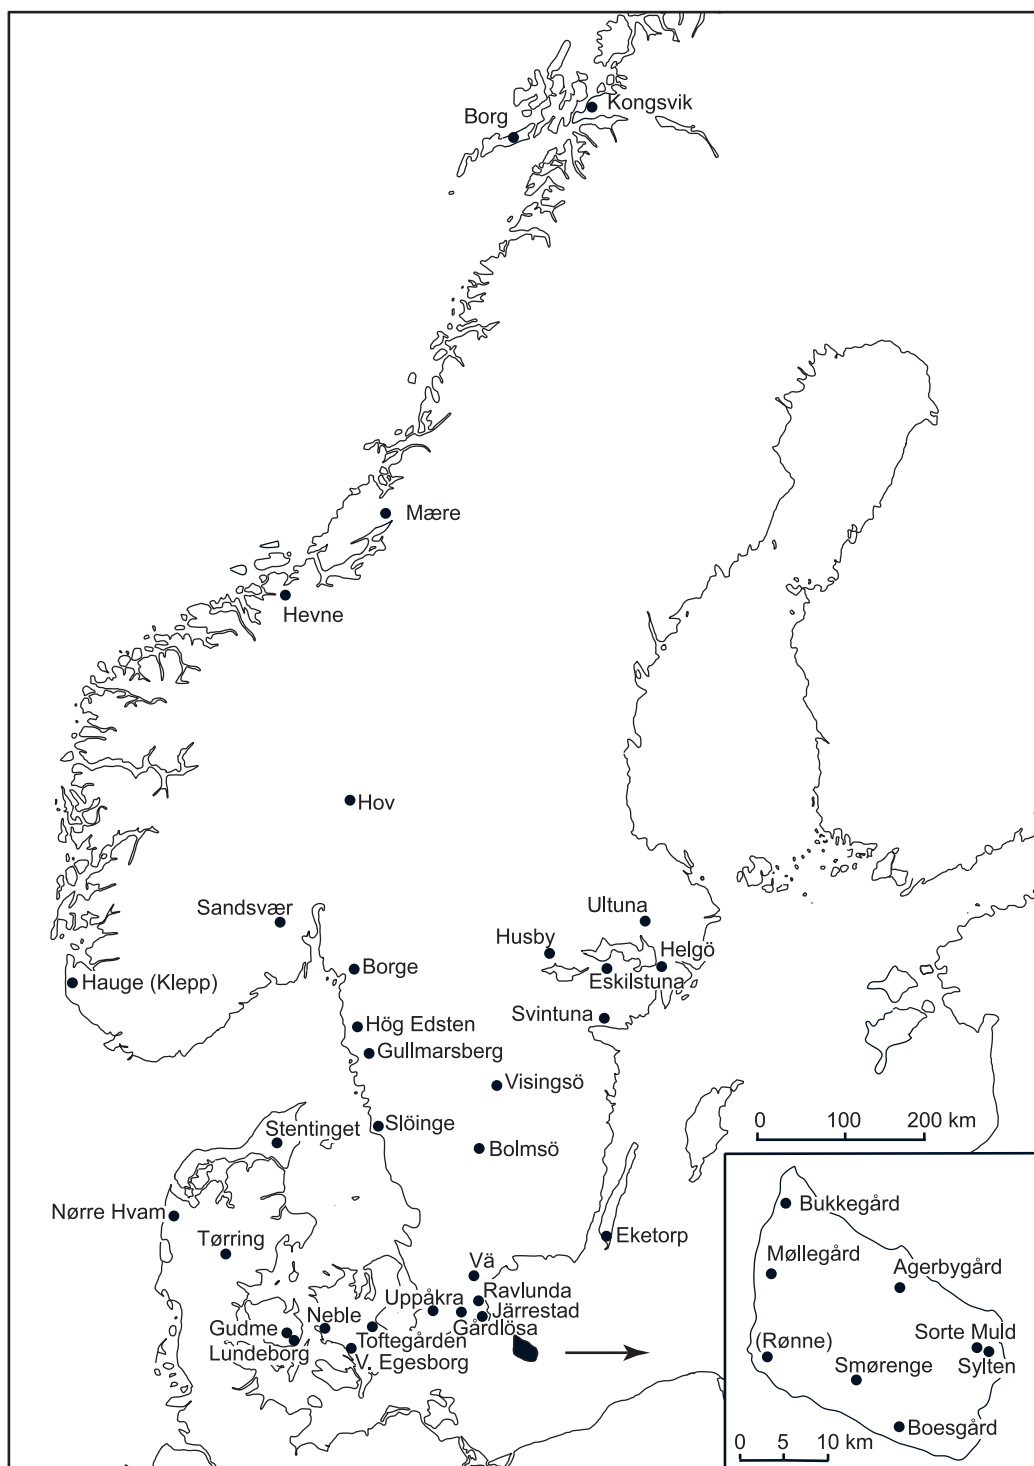 Kongsvik
Borg
Mære
Hevne
Hov
Sandsvær
Ultuna
Husby
Helgö
Borge
Eskilstuna
Hauge (Klepp)
Svintuna
Hög Edsten
Gullmarsberg
Visingsö
Slöinge
Stentinget
Bolmsö
Nørre Hvam
Tørring
Eketorp
Vä
Ravlunda
Uppåkra
Järrestad
Neble
Gårdlösa
Gudme
Toftegården
Lundeborg
V. Egesborg
0 100 200 km
Bukkegård
Møllegård
Agerbygård
Sorte Muld
(Rønne)
Smørenge
Sylten
Boesgård
0 5 10 km